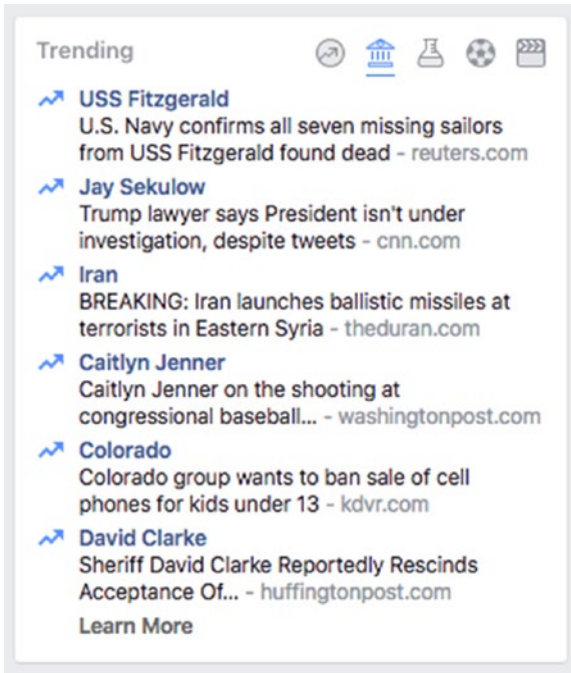 Trending
USS Fitzgerald
U.S. Navy confirms all seven missing sailors
from USS Fitzgerald found dead - reuters.com
Jay Sekulow
Trump lawyer says President isn't under
investigation, despite tweets - cnn.com
Iran
BREAKING: Iran launches ballistic missiles at
terrorists in Eastern Syria - theduran.com
Caitlyn Jenner
Caitlyn Jenner on the shooting at
congressional baseball... - washingtonpost.com
Colorado
Colorado group wants to ban sale of cell
phones for kids under 13 - kdvr.com
David Clarke
Sheriff David Clarke Reportedly Rescinds
Acceptance Of... - huffingtonpost.com
Learn More